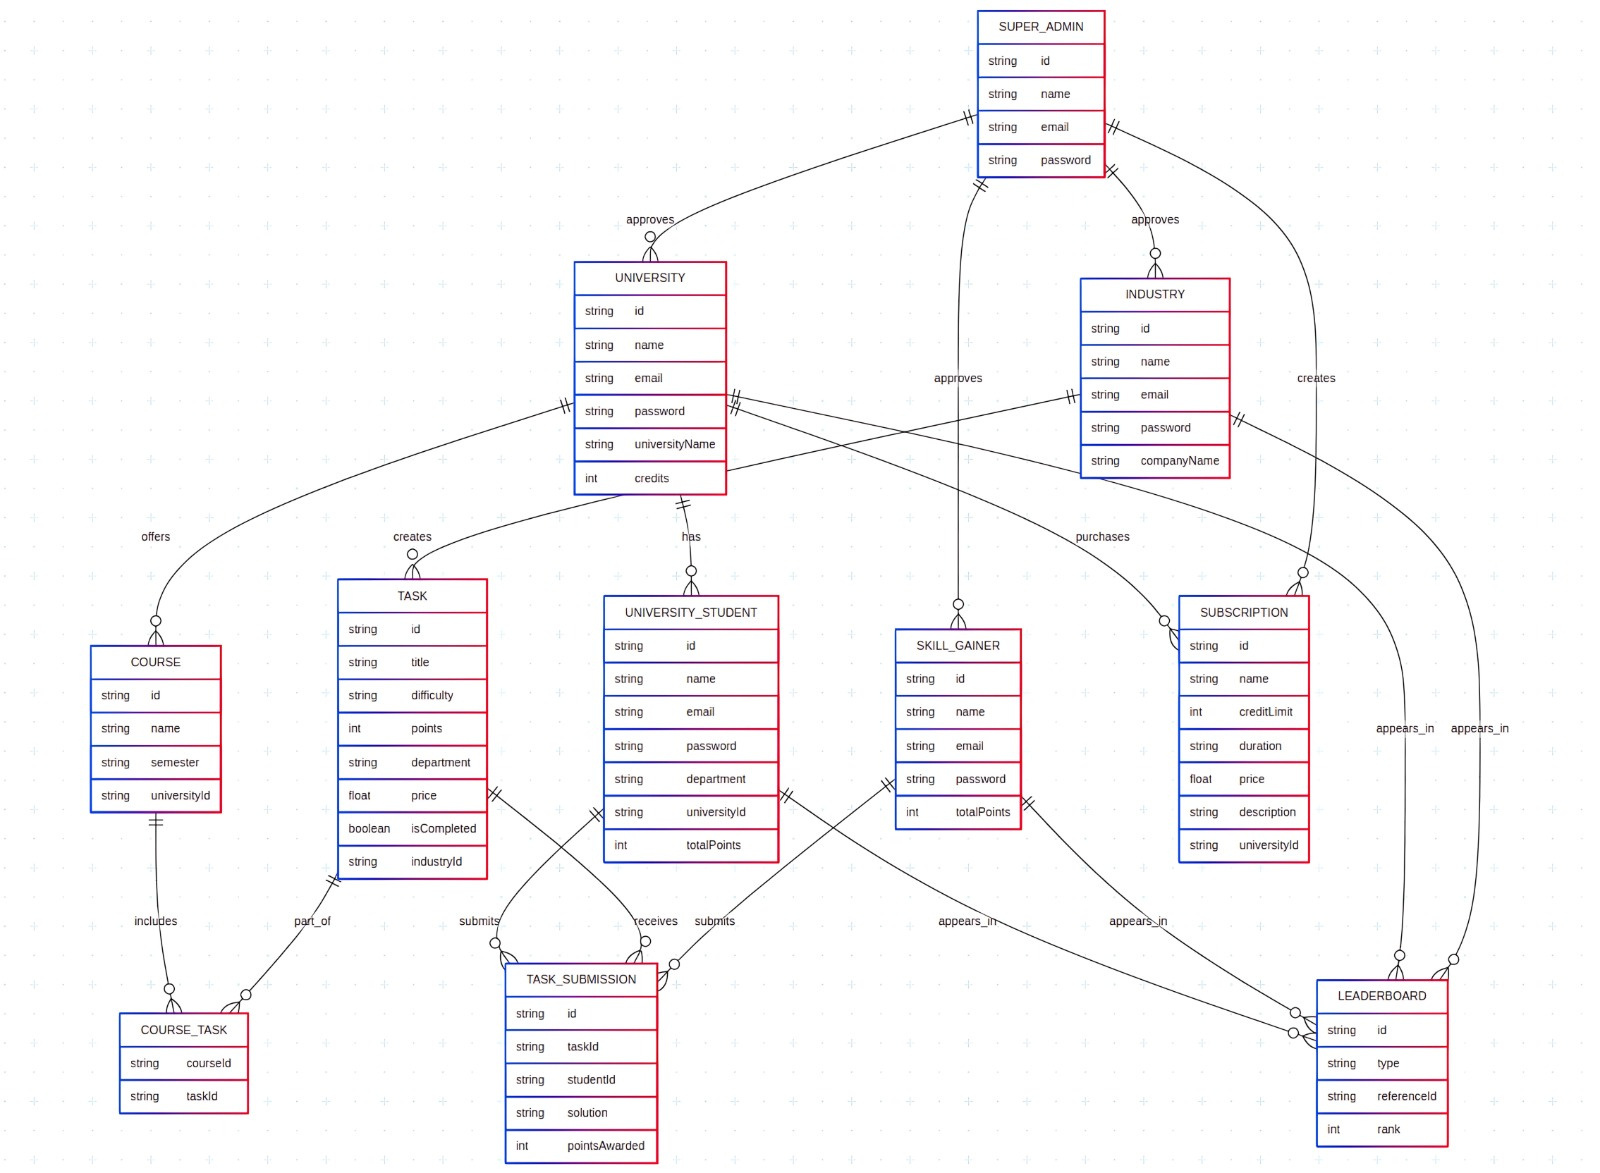 SUPER_ADMIN
string id
string name
string email
string password
approves
approves
UNIVERSITY
string id
string name
string email
string password
string universityName
int credits
INDUSTRY
string id
string name
string email
string password
string companyName
approves
creates
offers
creates
has
purchases
TASK
string id
string title
string difficulty
int points
string department
float price
boolean isCompleted
string industryId
UNIVERSITY_STUDENT
string id
string name
string email
string password
string department
string universityId
int totalPoints
SUBSCRIPTION
string id
string name
int creditLimit
string duration
float price
string description
string universityId
SKILL_GAINER
string id
string name
string email
string password
int totalPoints
COURSE
string id
string name
string semester
string universityId
appears_in
appears_in
includes
part_of
submits
receives
submits
appears_in
appears_in
TASK_SUBMISSION
string id
string taskId
string studentId
string solution
int pointsAwarded
LEADERBOARD
string id
string type
string referenceId
int rank
COURSE_TASK
string courseId
string taskId